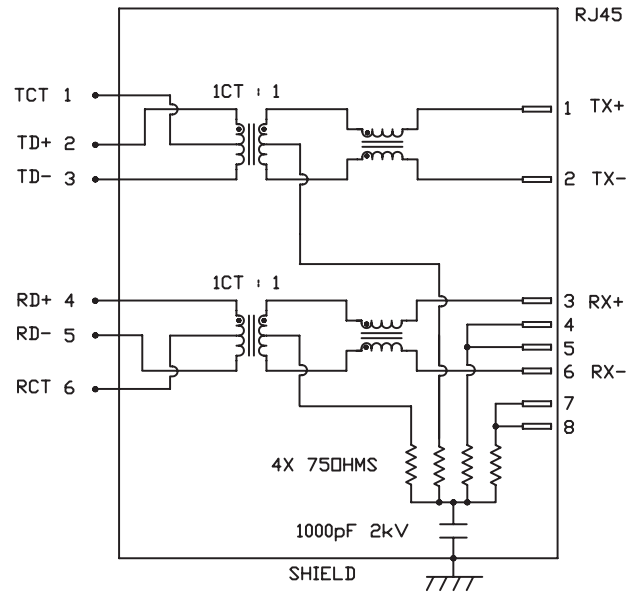 RJ45
TCT 1
1CT : 1
1 TX+
TD+ 2
TD- 3
2 TX-
1CT : 1
RD+ 4
3 RX+
4
RD- 5
5
6 RX-
RCT 6
7
8
4X 75OHMS
1000pF 2kV
SHIELD